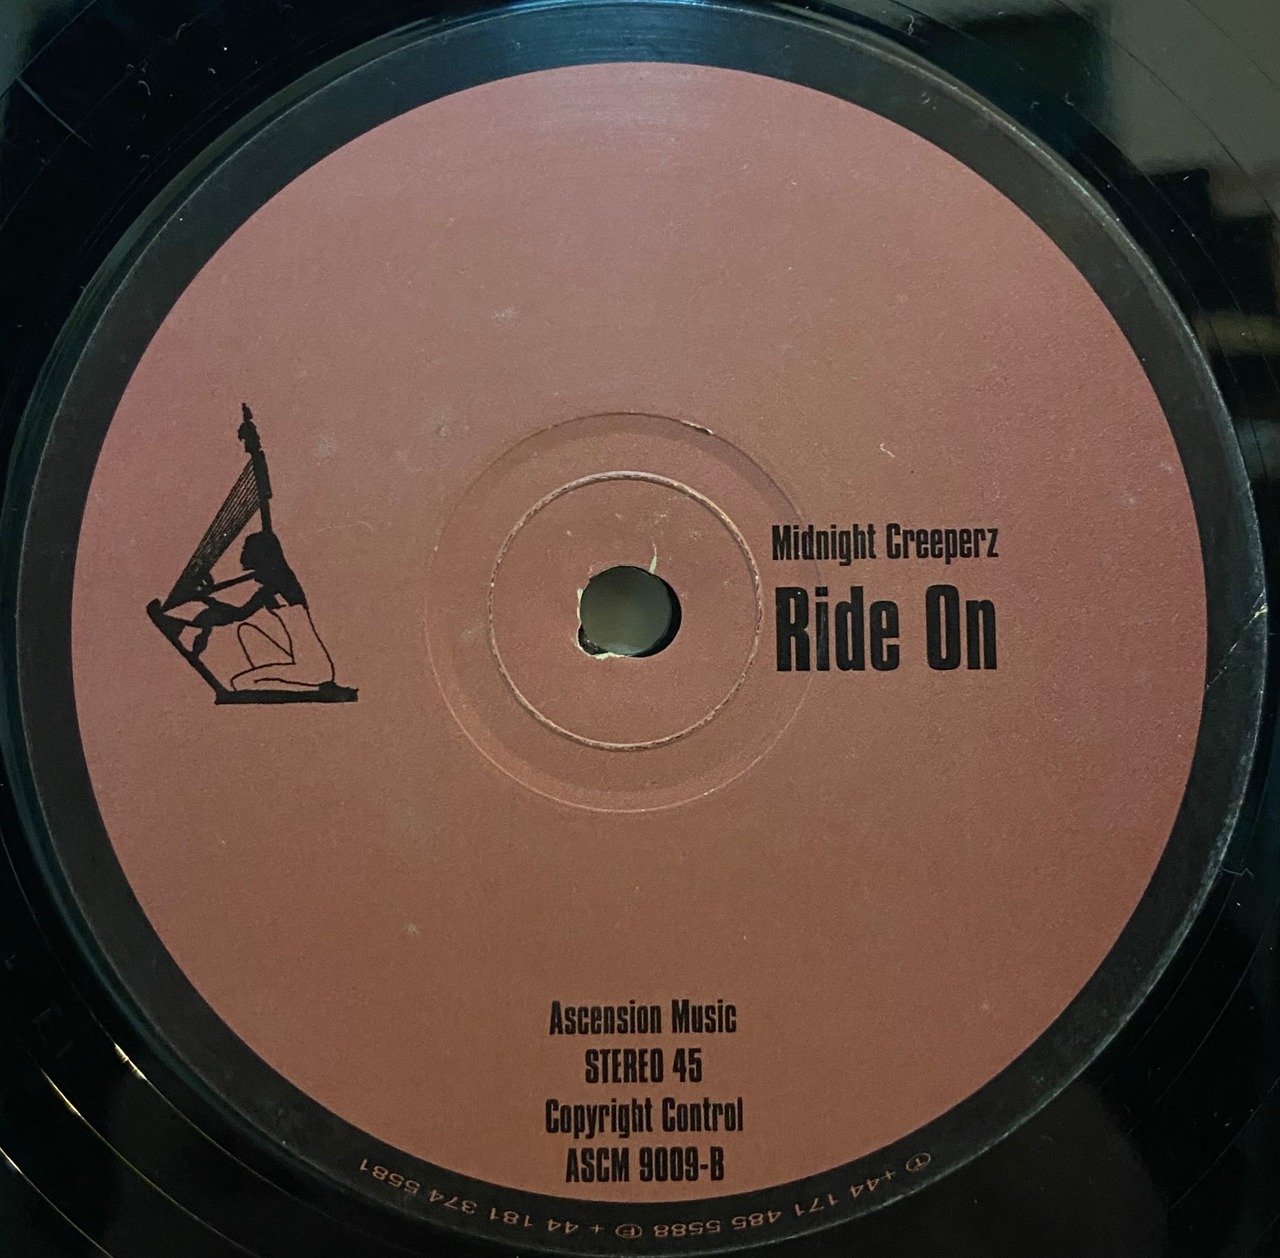 Midnight Creeperz
Ride On
Ascension Music
STEREO 45
Copyright Control
ASCM 9009-B
Ⓣ +44 171 485 5588 Ⓕ + 44 181 374 5581